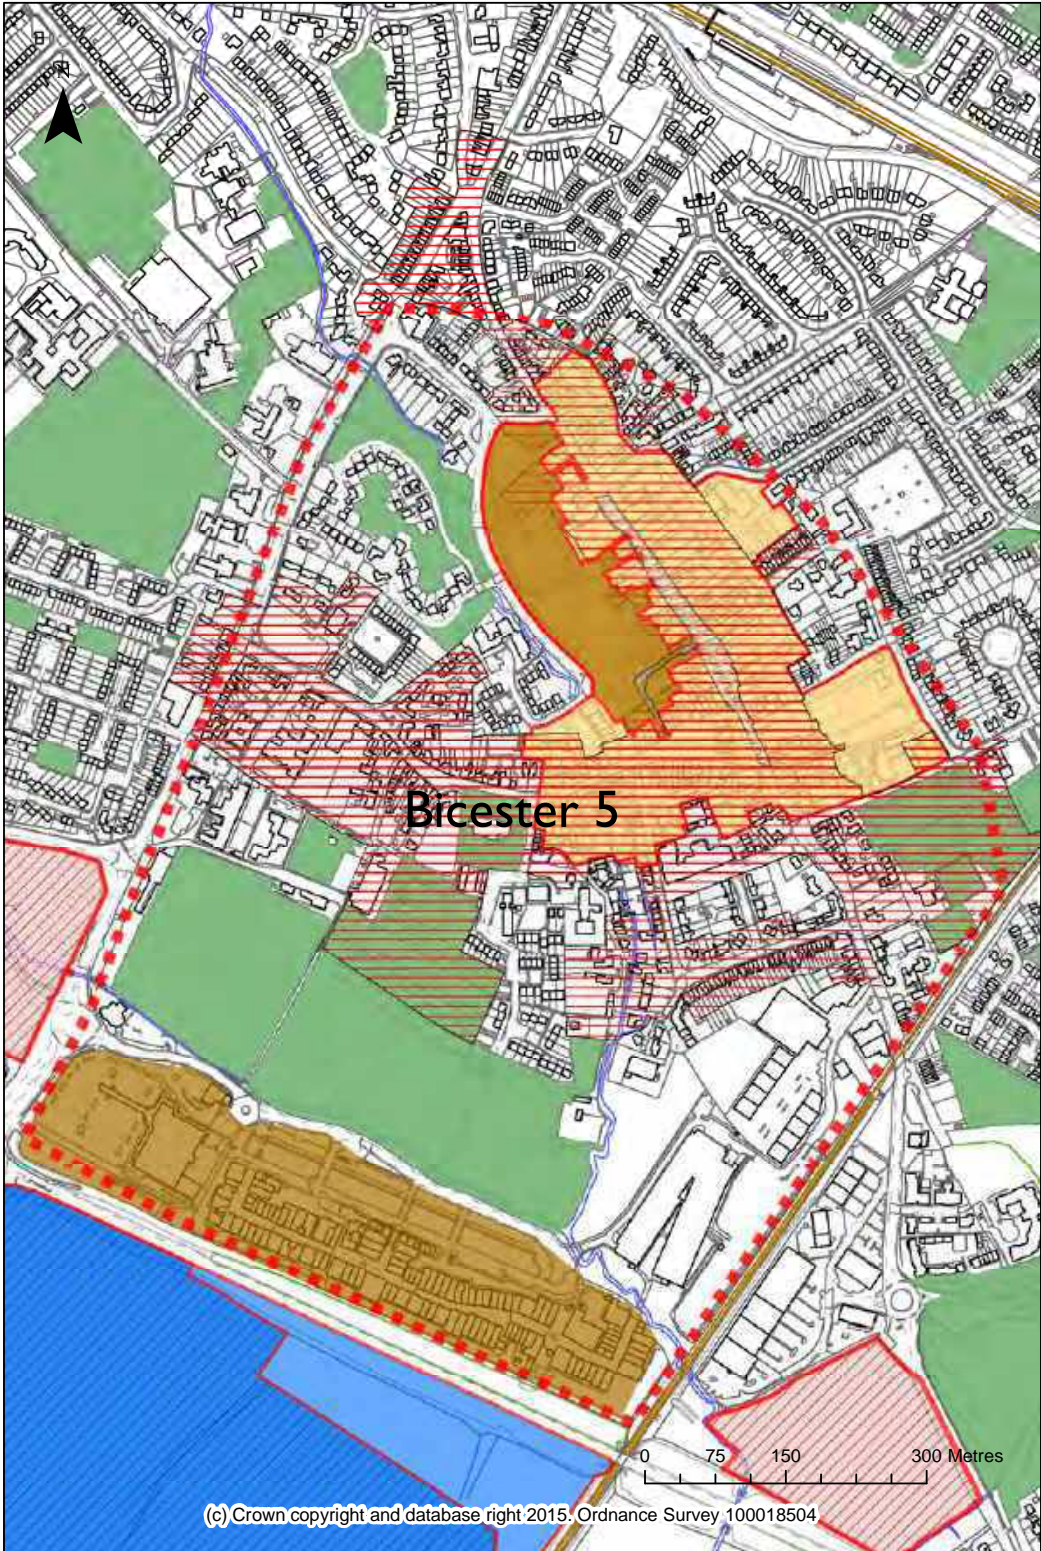 N
Bicester 5
0 75 150 300 Metres
(c) Crown copyright and database right 2015. Ordnance Survey 100018504